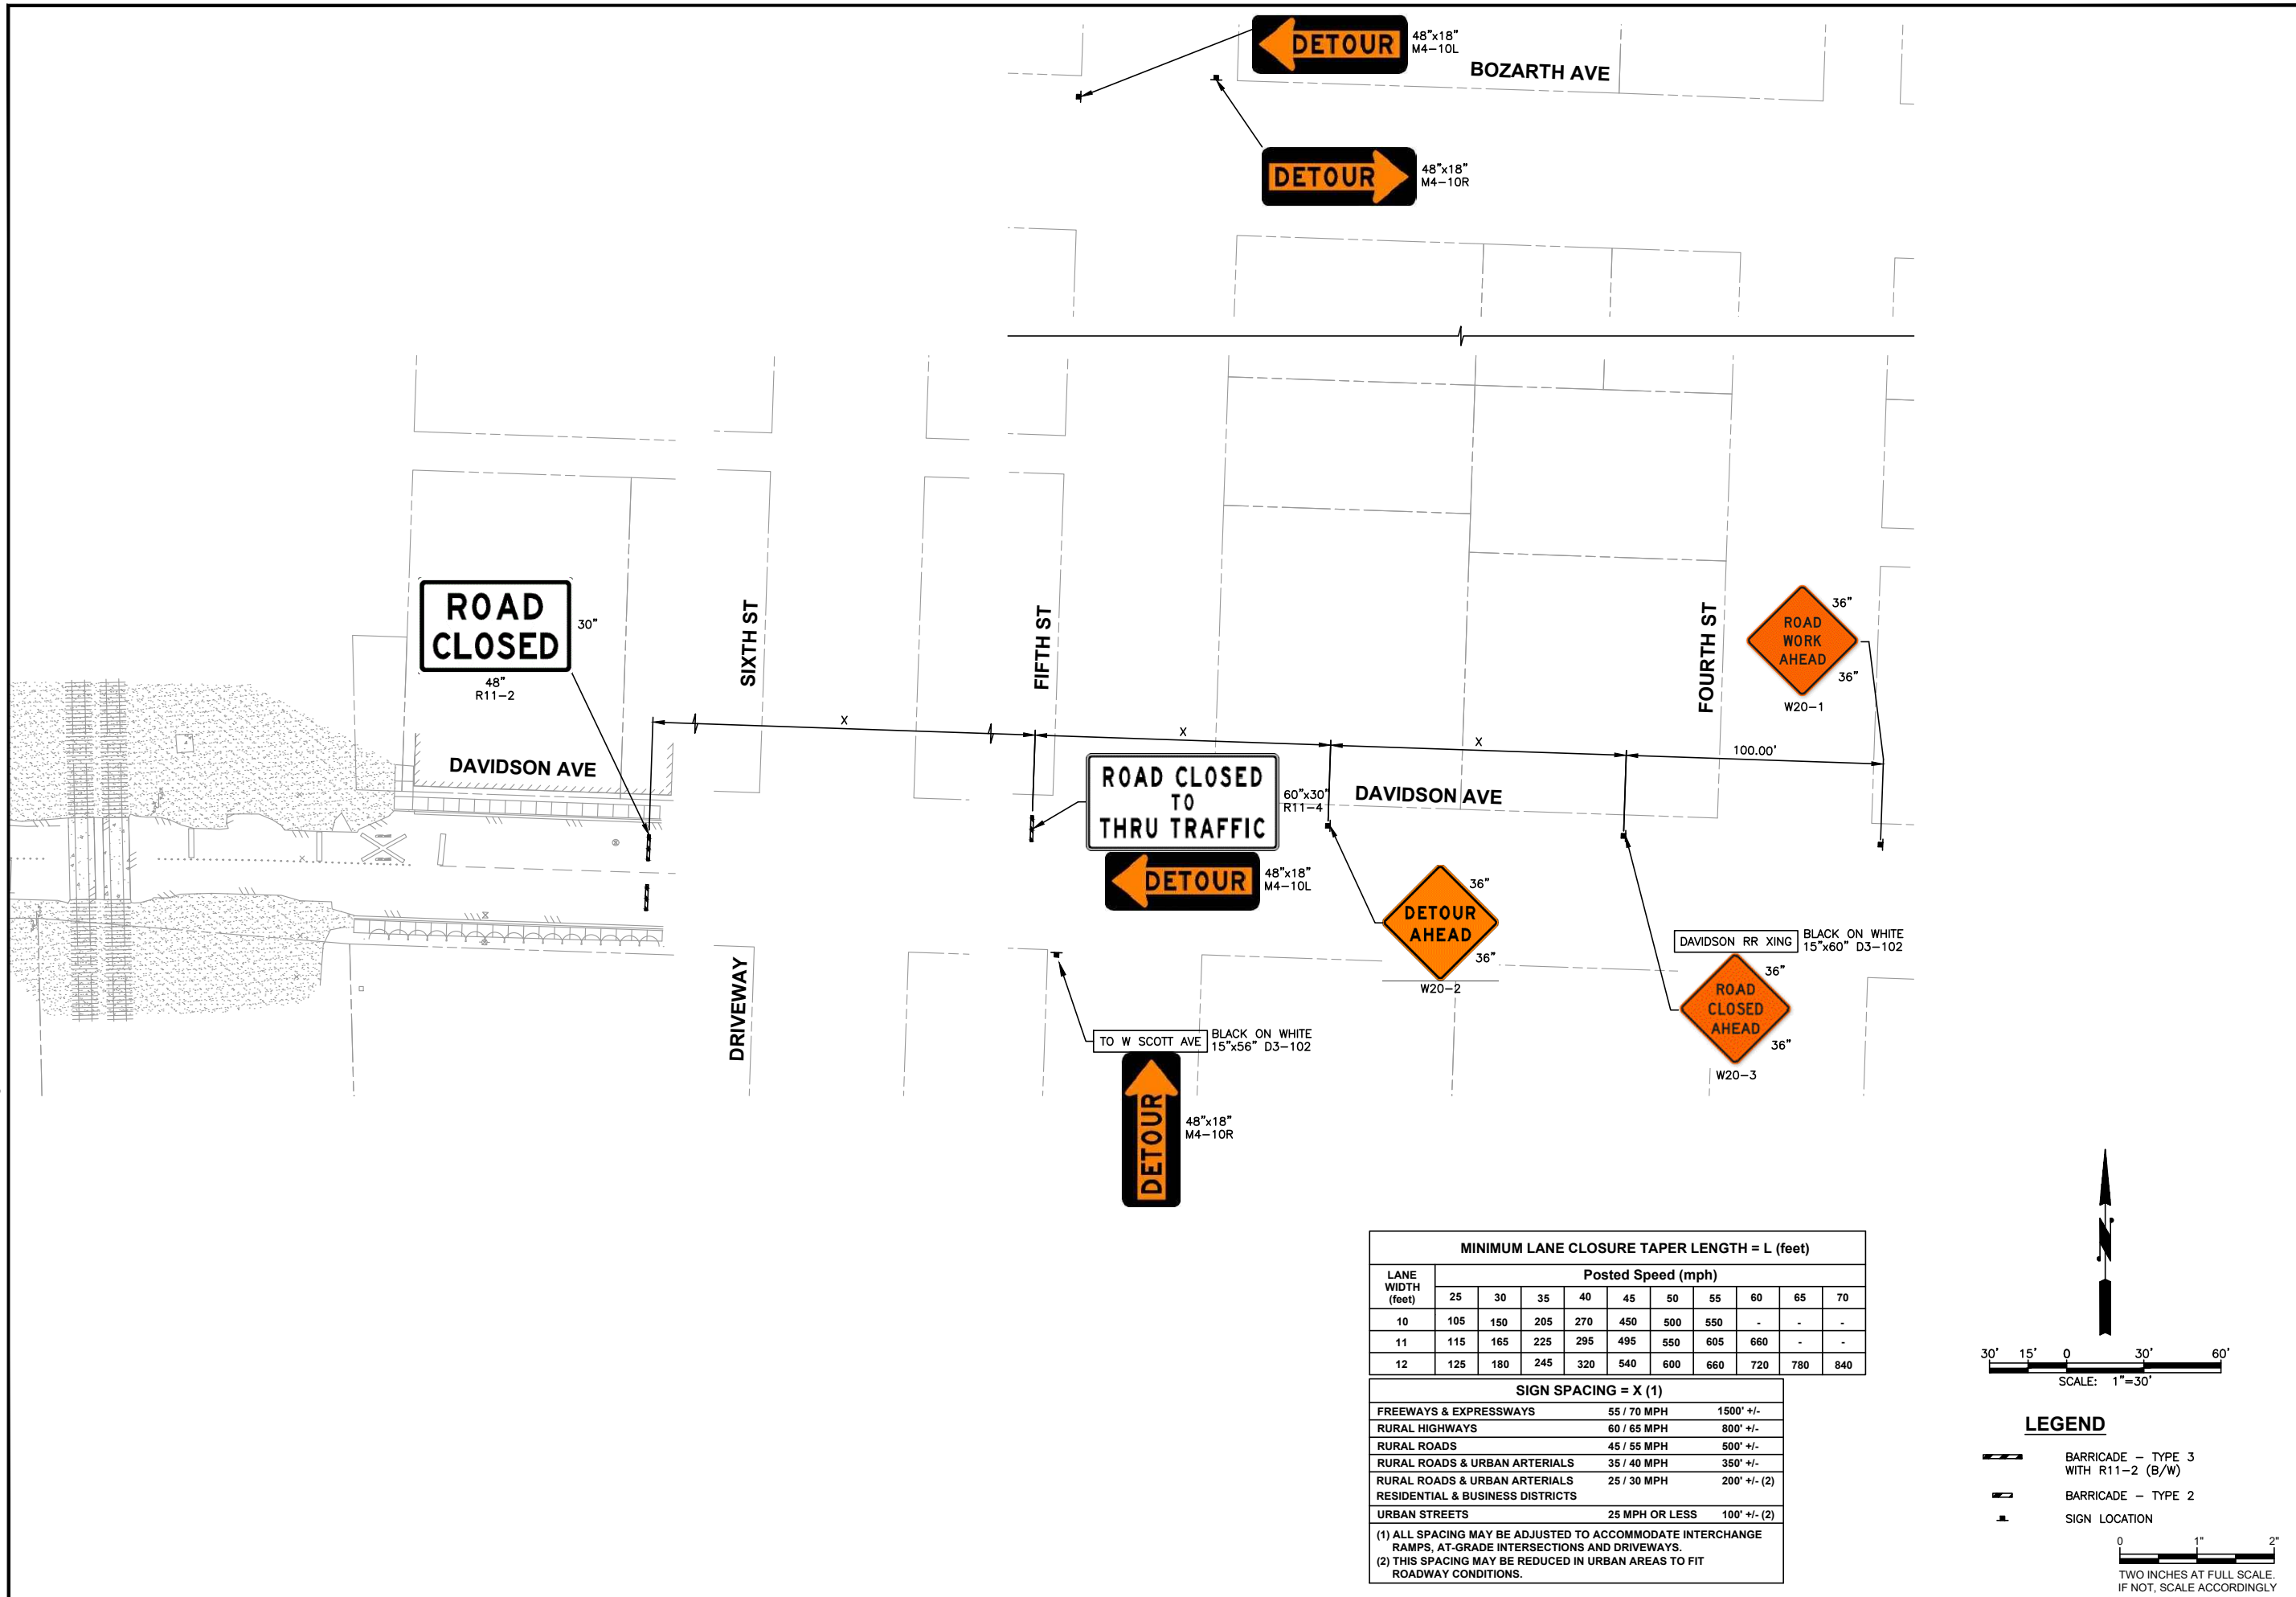 DETOUR
48"x18"
M4-10L
BOZARTH AVE
DETOUR
48"x18"
M4-10R
ROAD
CLOSED
30"
48"
R11-2
SIXTH ST
FIFTH ST
FOURTH ST
ROAD
WORK
AHEAD
36"
36"
W20-1
X
X
X
100.00'
DAVIDSON AVE
ROAD CLOSED
TO
THRU TRAFFIC
60"x30"
R11-4
DAVIDSON AVE
DETOUR
48"x18"
M4-10L
DETOUR
AHEAD
36"
36"
W20-2
DAVIDSON RR XING
BLACK ON WHITE
15"x60" D3-102
ROAD
CLOSED
AHEAD
36"
36"
W20-3
DRIVEWAY
TO W SCOTT AVE
BLACK ON WHITE
15"x56" D3-102
DETOUR
48"x18"
M4-10R
MINIMUM LANE CLOSURE TAPER LENGTH = L (feet)
LANE
WIDTH
(feet)
Posted Speed (mph)
25 30 35 40 45 50 55 60 65 70
10 105 150 205 270 450 500 550 - - -
11 115 165 225 295 495 550 605 660 - -
12 125 180 245 320 540 600 660 720 780 840
SIGN SPACING = X (1)
FREEWAYS & EXPRESSWAYS 55 / 70 MPH 1500' +/-
RURAL HIGHWAYS 60 / 65 MPH 800' +/-
RURAL ROADS 45 / 55 MPH 500' +/-
RURAL ROADS & URBAN ARTERIALS 35 / 40 MPH 350' +/-
RURAL ROADS & URBAN ARTERIALS 25 / 30 MPH 200' +/- (2)
RESIDENTIAL & BUSINESS DISTRICTS
URBAN STREETS 25 MPH OR LESS 100' +/- (2)
(1) ALL SPACING MAY BE ADJUSTED TO ACCOMMODATE INTERCHANGE
RAMPS, AT-GRADE INTERSECTIONS AND DRIVEWAYS.
(2) THIS SPACING MAY BE REDUCED IN URBAN AREAS TO FIT
ROADWAY CONDITIONS.
N
30' 15' 0 30' 60'
SCALE: 1"=30'
LEGEND
BARRICADE - TYPE 3
WITH R11-2 (B/W)
BARRICADE - TYPE 2
SIGN LOCATION
0 1" 2"
TWO INCHES AT FULL SCALE.
IF NOT, SCALE ACCORDINGLY